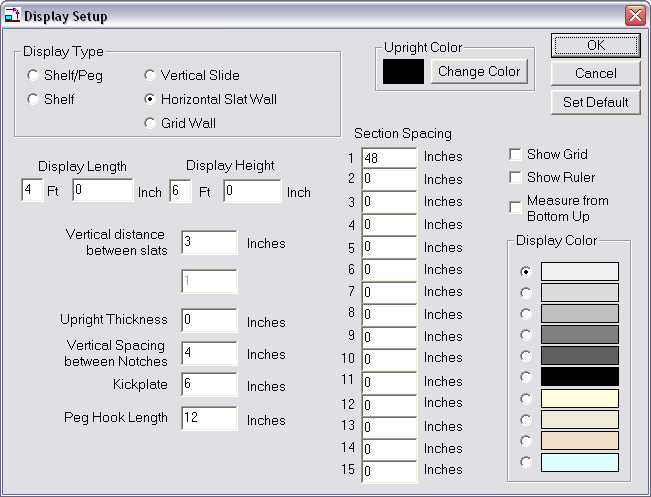 Display Setup
Display Type
Shelf/Peg
Vertical Slide
Shelf
Horizontal Slat Wall
Grid Wall
Upright Color
Change Color
OK
Cancel
Set Default
Display Length
4 Ft 0 Inch
Display Height
6 Ft 0 Inch
Vertical distance
between slats
3 Inches
1
Upright Thickness 0 Inches
Vertical Spacing
between Notches
4 Inches
Kickplate 6 Inches
Peg Hook Length 12 Inches
Section Spacing
1 48 Inches
2 0 Inches
3 0 Inches
4 0 Inches
5 0 Inches
6 0 Inches
7 0 Inches
8 0 Inches
9 0 Inches
10 0 Inches
11 0 Inches
12 0 Inches
13 0 Inches
14 0 Inches
15 0 Inches
Show Grid
Show Ruler
Measure from
Bottom Up
Display Color